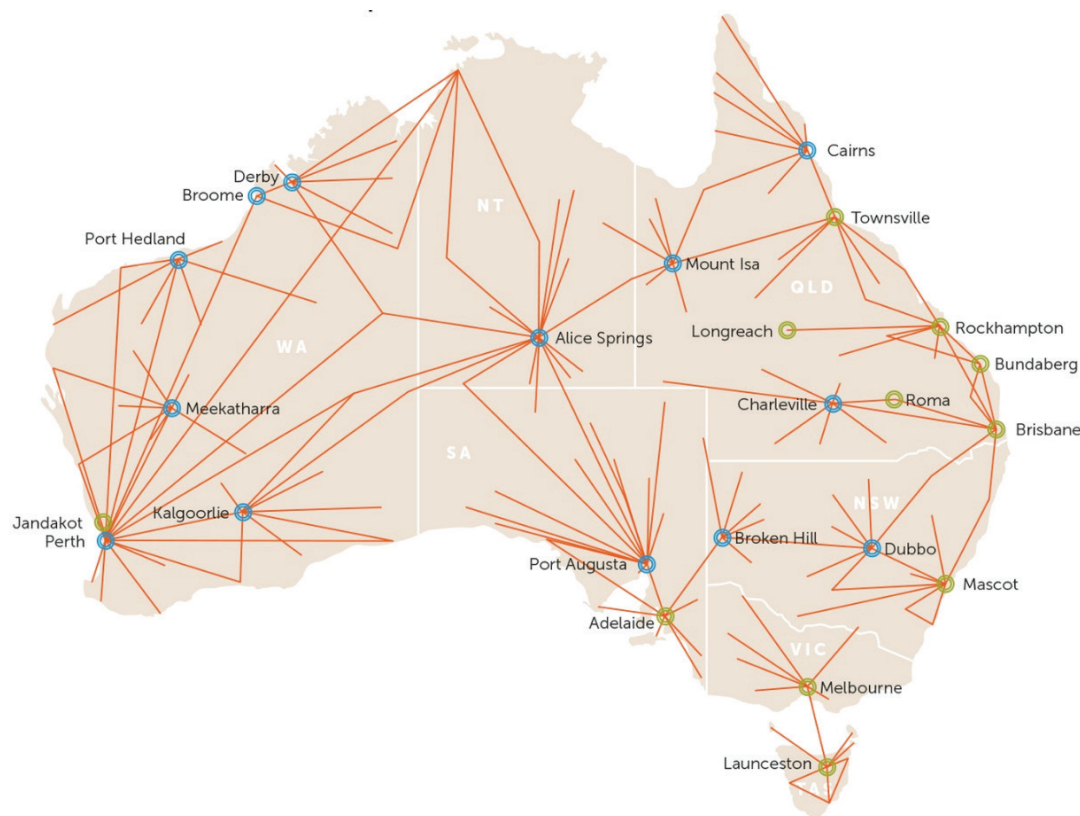 Cairns
Derby
Broome
NT
Townsville
Port Hedland
Mount Isa
QLD
Longreach
Rockhampton
Alice Springs
WA
Bundaberg
Meekatharra
Charleville
Roma
Brisbane
SA
NSW
Jandakot
Kalgoorlie
Perth
Broken Hill
Dubbo
Port Augusta
Mascot
Adelaide
VIC
Melbourne
Launceston
TAS